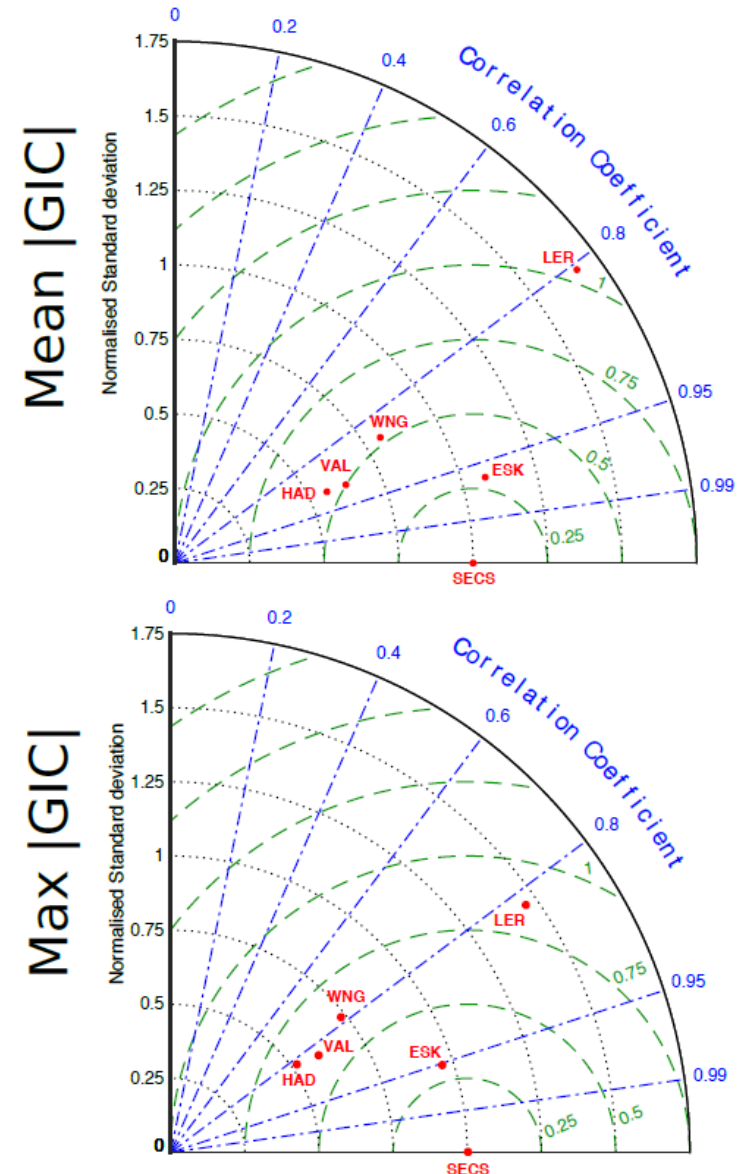 Mean |GIC|
Normalised Standard deviation
Correlation Coefficient
0
0.2
0.4
0.6
0.8
0.95
0.99
1.75
1.5
1.25
1
0.75
0.5
0.25
0
LER
1
0.75
WNG
VAL
HAD
ESK
0.5
0.25
SECS
Max |GIC|
Normalised Standard deviation
Correlation Coefficient
0
0.2
0.4
0.6
0.8
0.95
0.99
1.75
1.5
1.25
1
0.75
0.5
0.25
0
1
LER
0.75
WNG
VAL
HAD
ESK
0.25
0.5
SECS